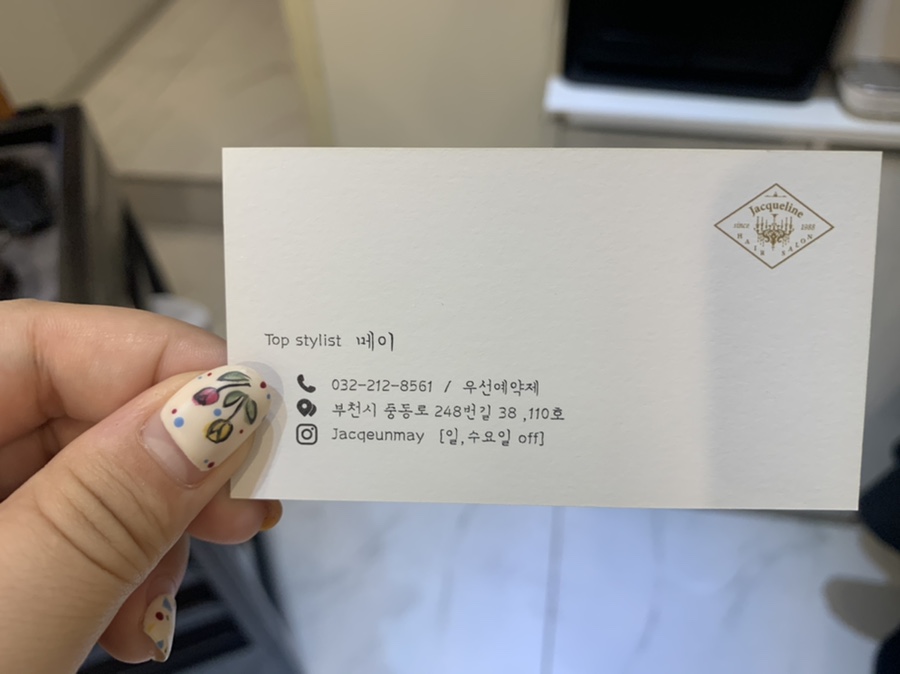 Jacqueline
since 1988
HAIR SALON
Top stylist 메이
032-212-8561 / 우선예약제
부천시 중동로 248번길 38 ,110호
Jacqeunmay [일,수요일 off]